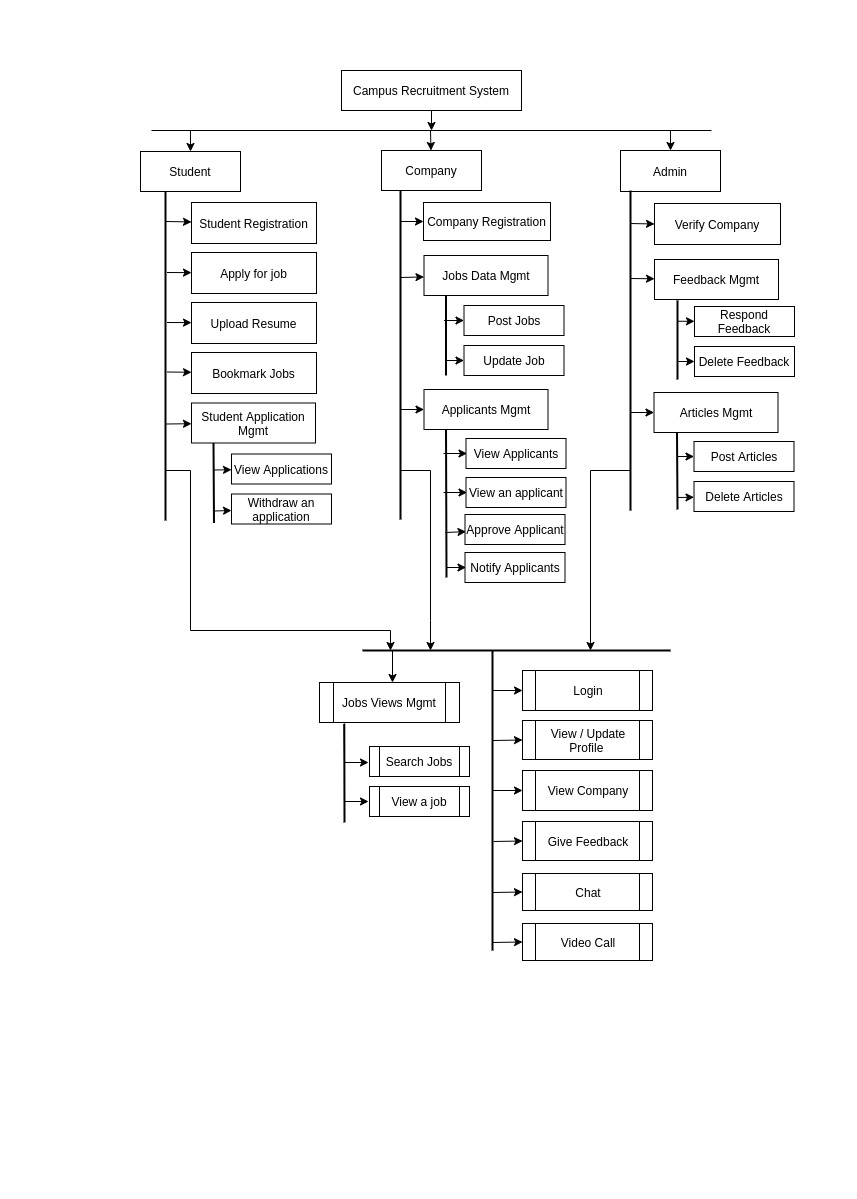 Campus Recruitment System
Student
Company
Admin
Student Registration
Apply for job
Upload Resume
Bookmark Jobs
Student Application
Mgmt
View Applications
Withdraw an
application
Company Registration
Jobs Data Mgmt
Post Jobs
Update Job
Applicants Mgmt
View Applicants
View an applicant
Approve Applicant
Notify Applicants
Verify Company
Feedback Mgmt
Respond
Feedback
Delete Feedback
Articles Mgmt
Post Articles
Delete Articles
Jobs Views Mgmt
Search Jobs
View a job
Login
View / Update
Profile
View Company
Give Feedback
Chat
Video Call